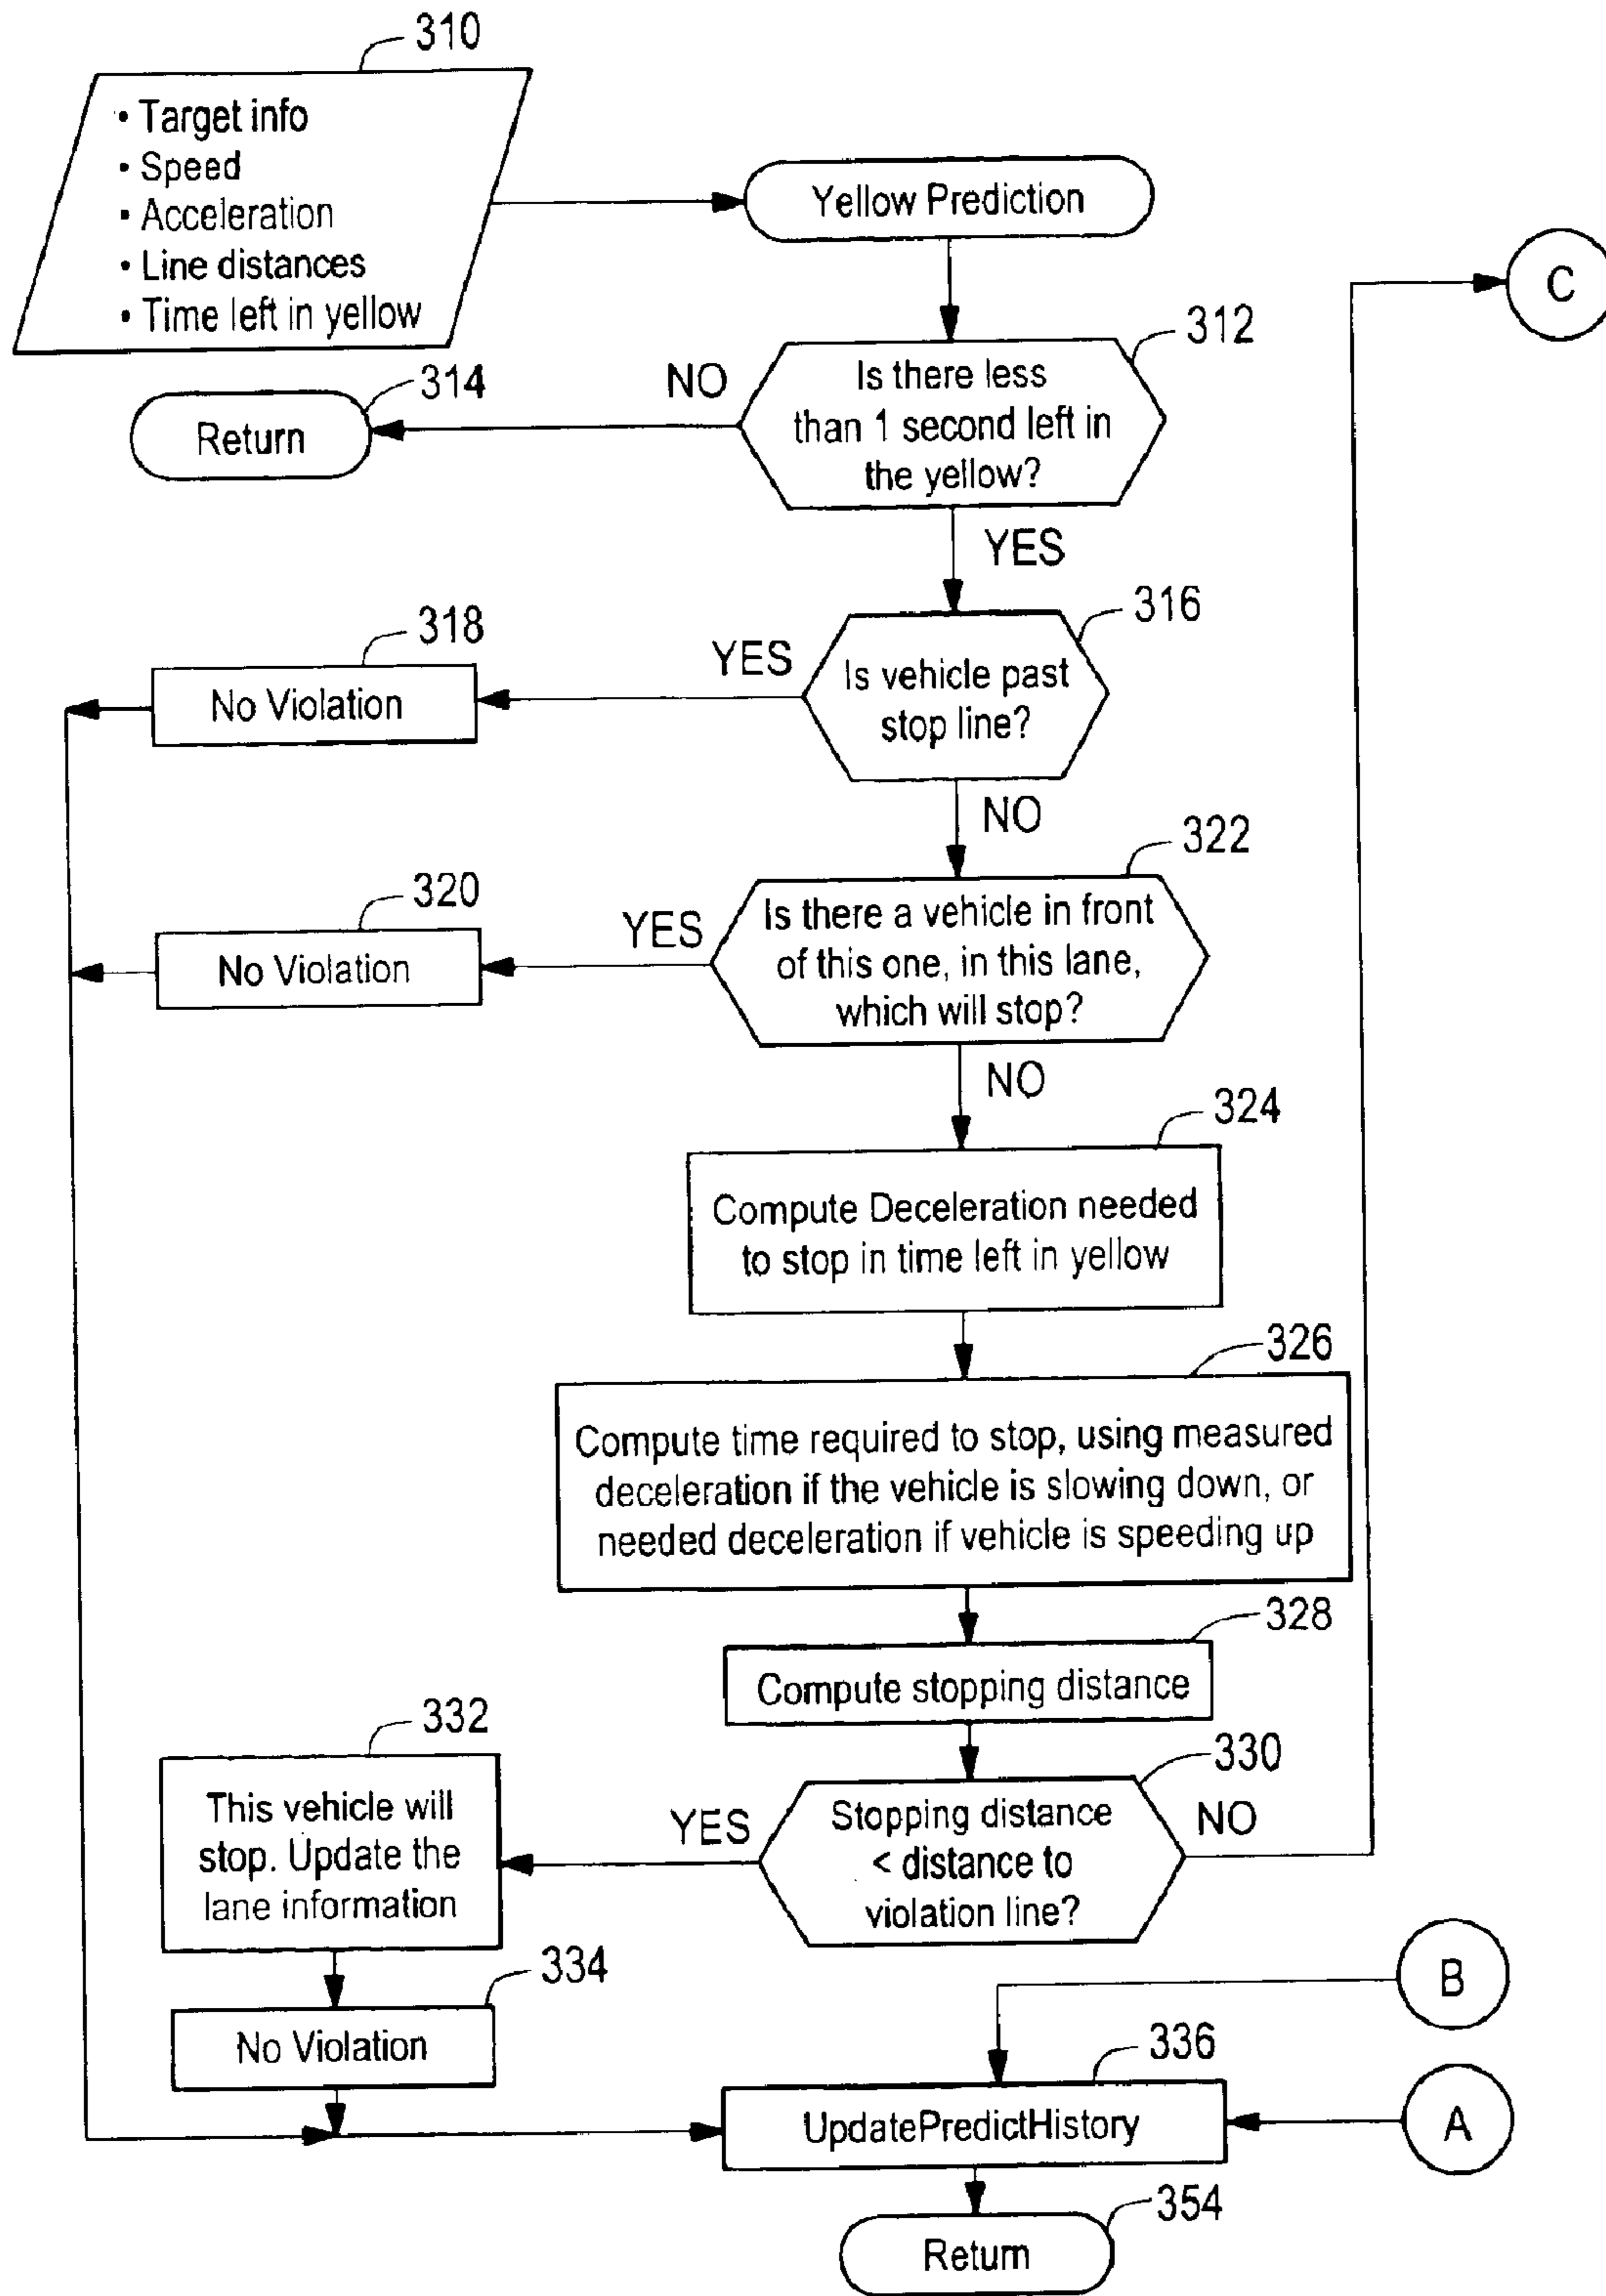 310
• Target info
• Speed
• Acceleration
• Line distances
• Time left in yellow
Yellow Prediction
C
312
Is there less
than 1 second left in
the yellow?
NO
314
Return
YES
316
Is vehicle past
stop line?
YES
318
No Violation
NO
322
Is there a vehicle in front
of this one, in this lane,
which will stop?
YES
320
No Violation
NO
324
Compute Deceleration needed
to stop in time left in yellow
326
Compute time required to stop, using measured
deceleration if the vehicle is slowing down, or
needed deceleration if vehicle is speeding up
328
Compute stopping distance
330
Stopping distance
< distance to
violation line?
NO
YES
332
This vehicle will
stop. Update the
lane information
334
No Violation
B
336
UpdatePredictHistory
A
354
Return